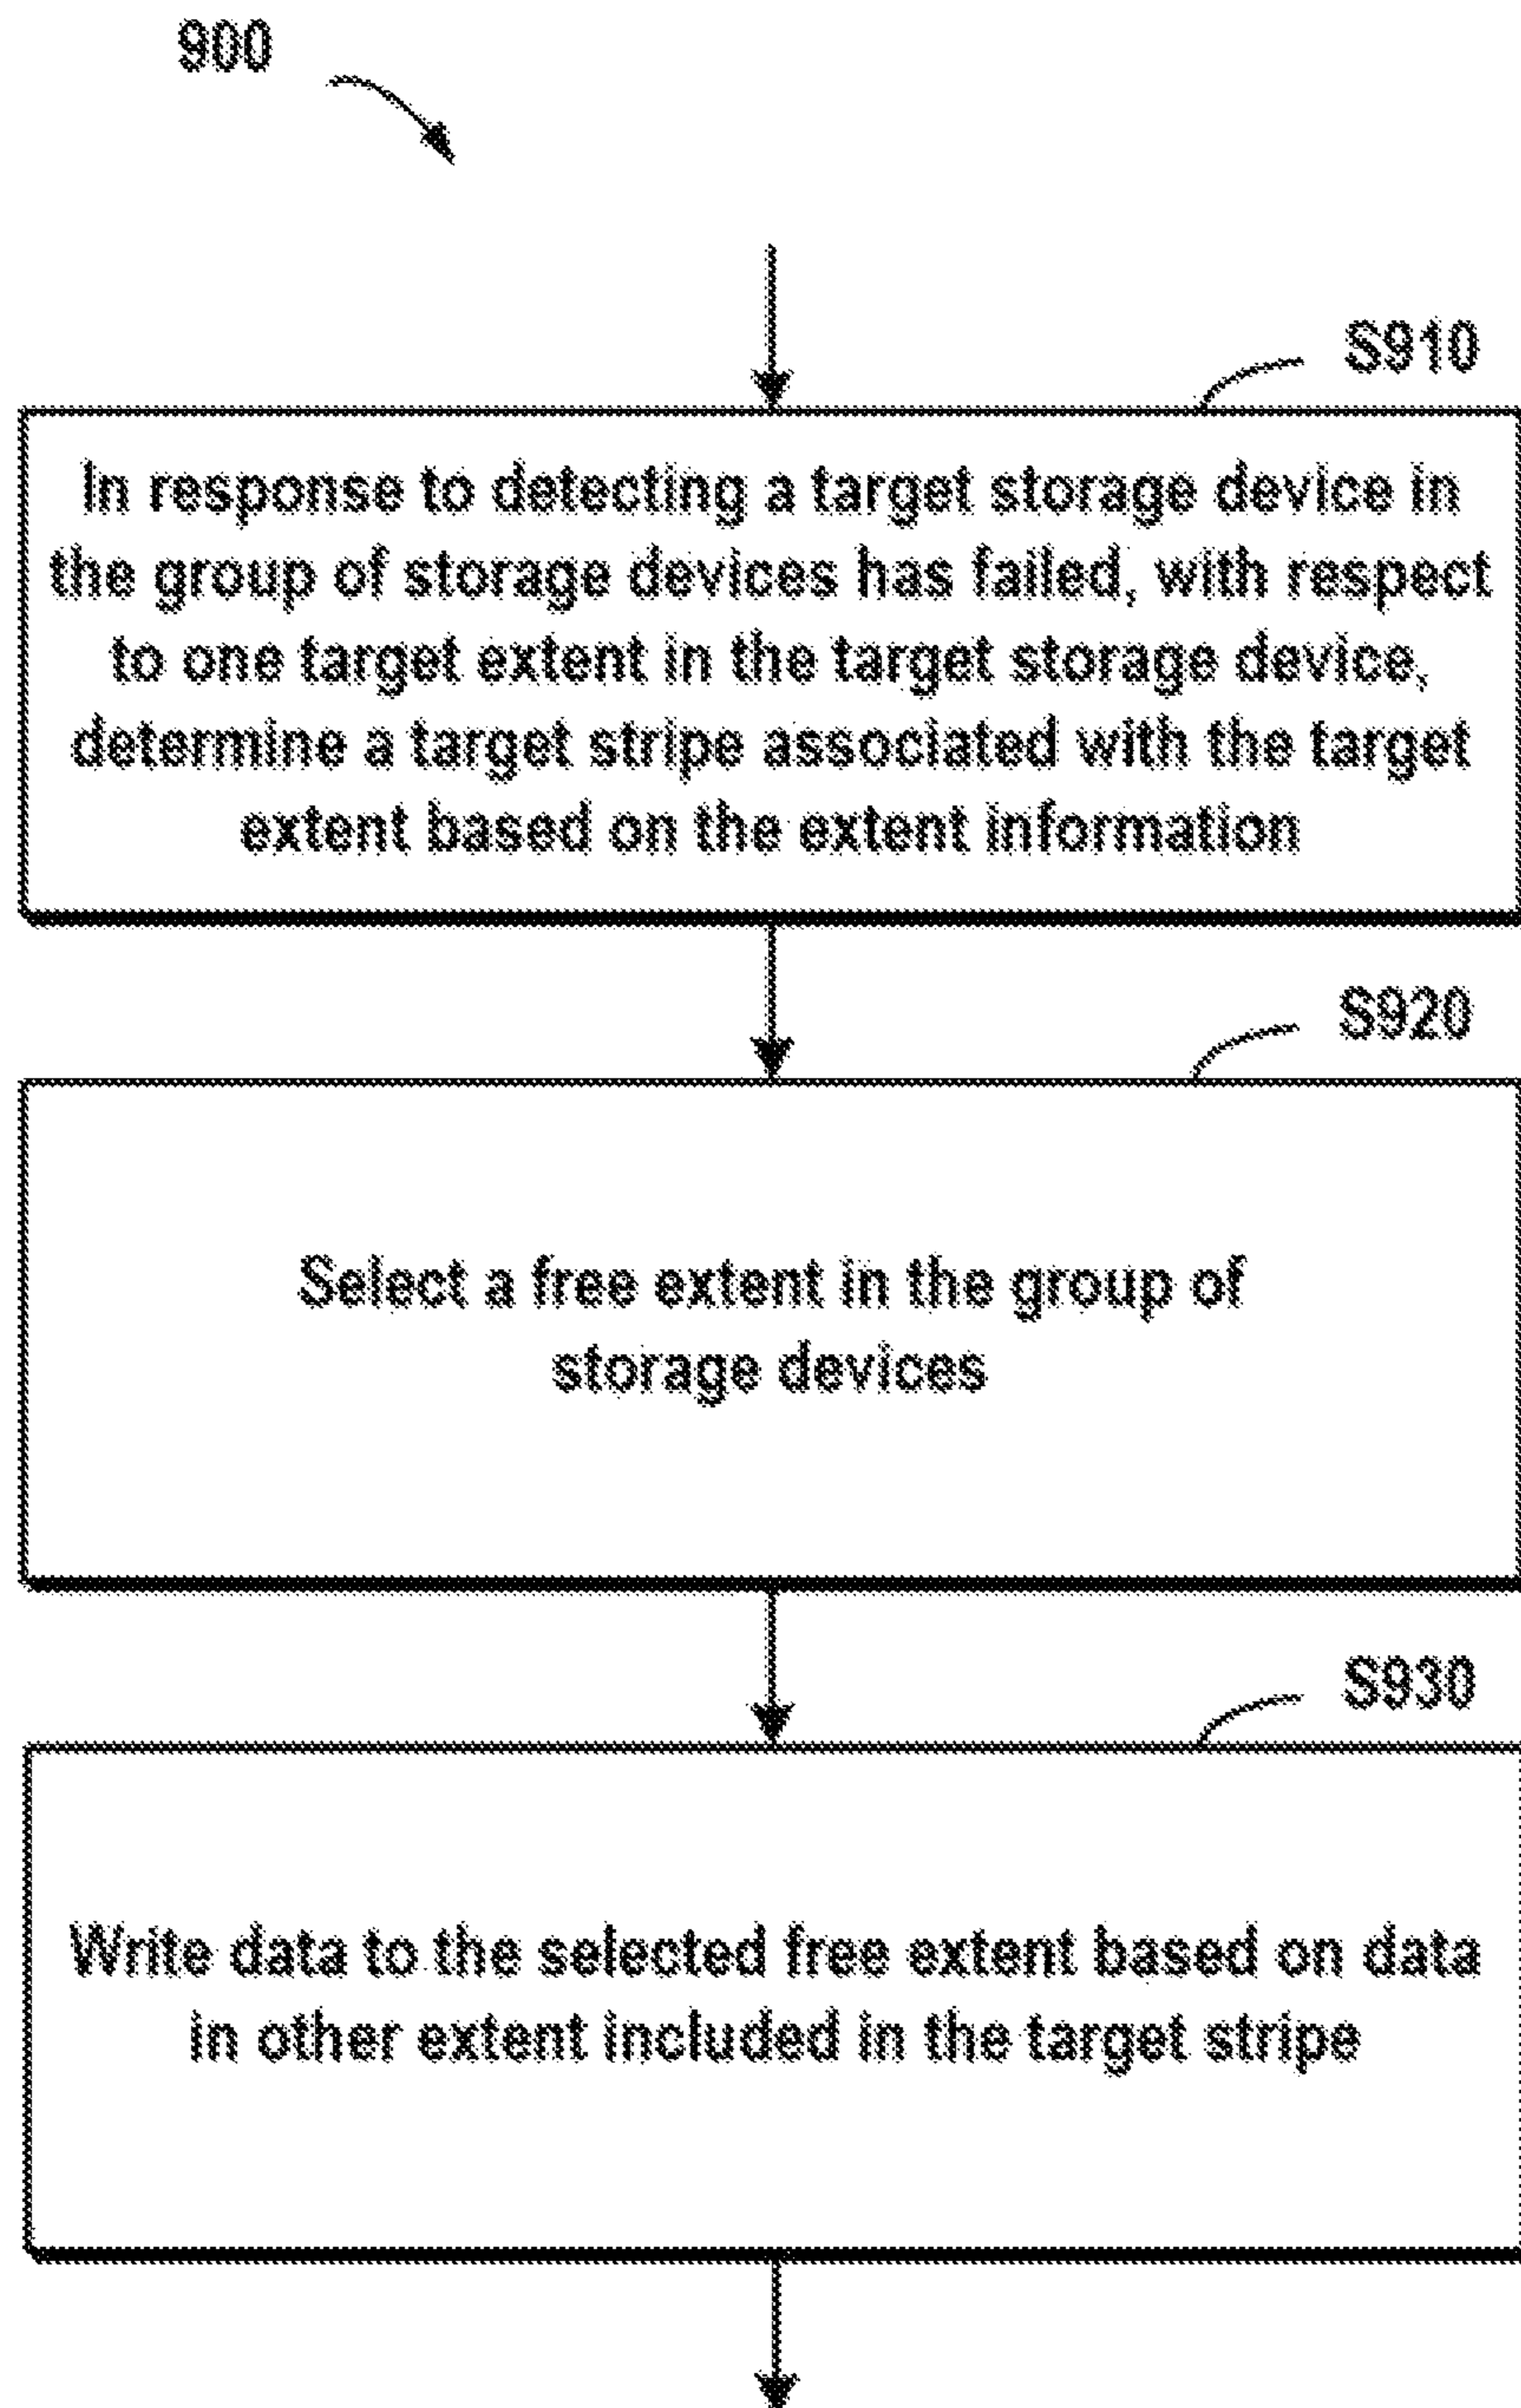 900
S910
In response to detecting a target storage device in
the group of storage devices has failed, with respect
to one target extent in the target storage device,
determine a target stripe associated with the target
extent based on the extent information
S920
Select a free extent in the group of
storage devices
S930
Write data to the selected free extent based on data
in other extent included in the target stripe